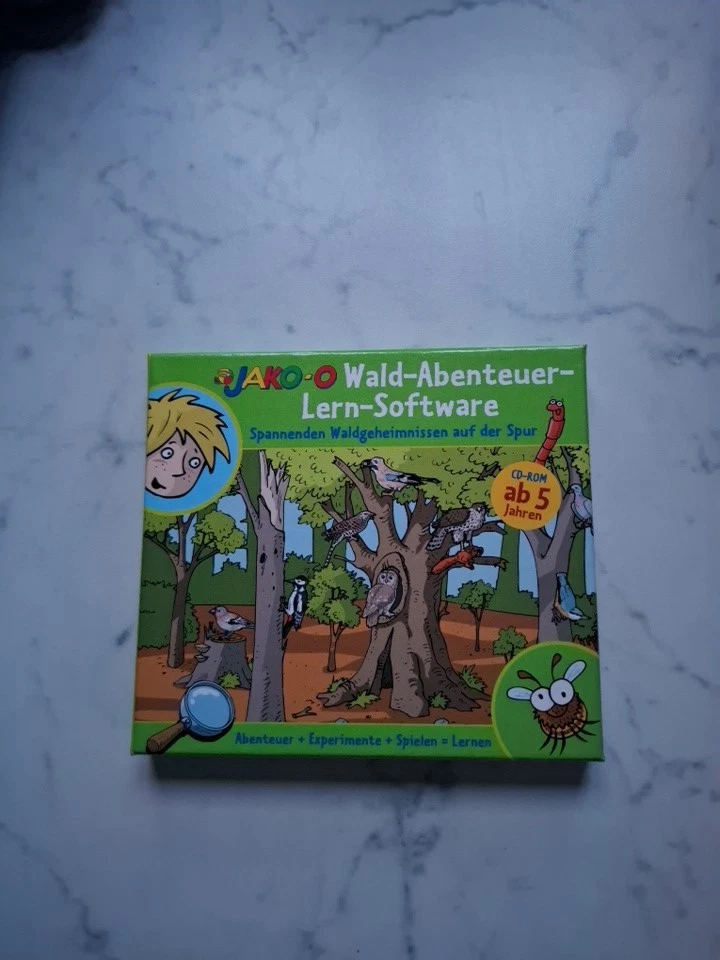 JAKO-O Wald-Abenteuer-
Lern-Software
Spannenden Waldgeheimnissen auf der Spur
CD-ROM
ab 5
Jahren
Abenteuer + Experimente + Spielen = Lernen